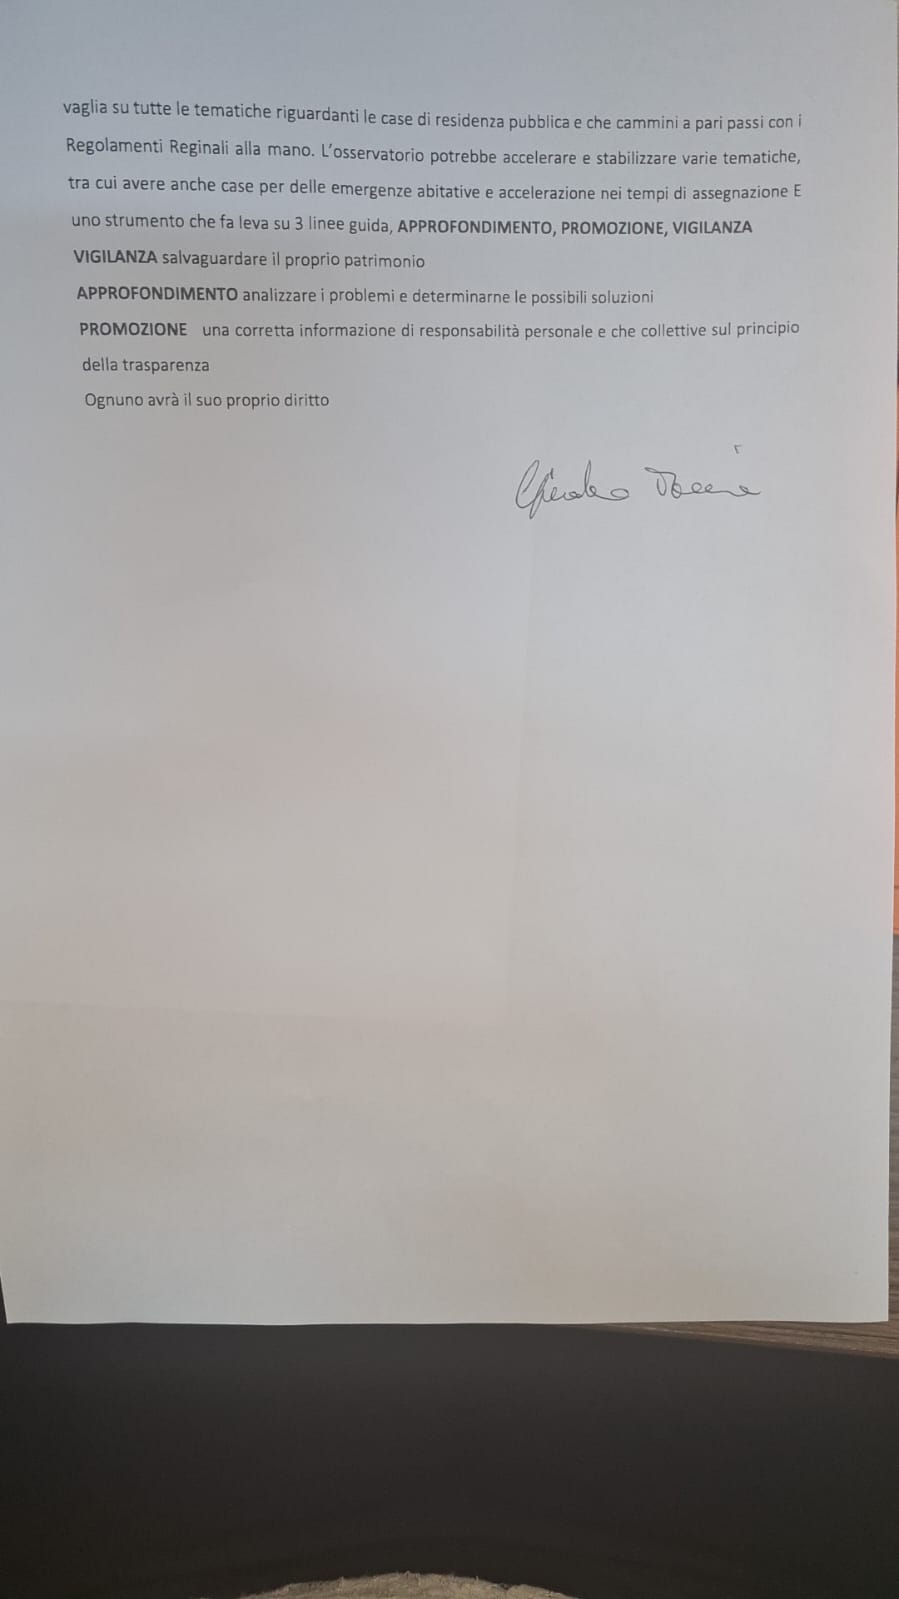 vaglia su tutte le tematiche riguardanti le case di residenza pubblica e che cammini a pari passi con i
Regolamenti Reginali alla mano. L'osservatorio potrebbe accelerare e stabilizzare varie tematiche,
tra cui avere anche case per delle emergenze abitative e accelerazione nei tempi di assegnazione E
uno strumento che fa leva su 3 linee guida, APPROFONDIMENTO, PROMOZIONE, VIGILANZA
VIGILANZA salvaguardare il proprio patrimonio
APPROFONDIMENTO analizzare i problemi e determinarne le possibili soluzioni
PROMOZIONE una corretta informazione di responsabilità personale e che collettive sul principio
della trasparenza
Ognuno avrà il suo proprio diritto